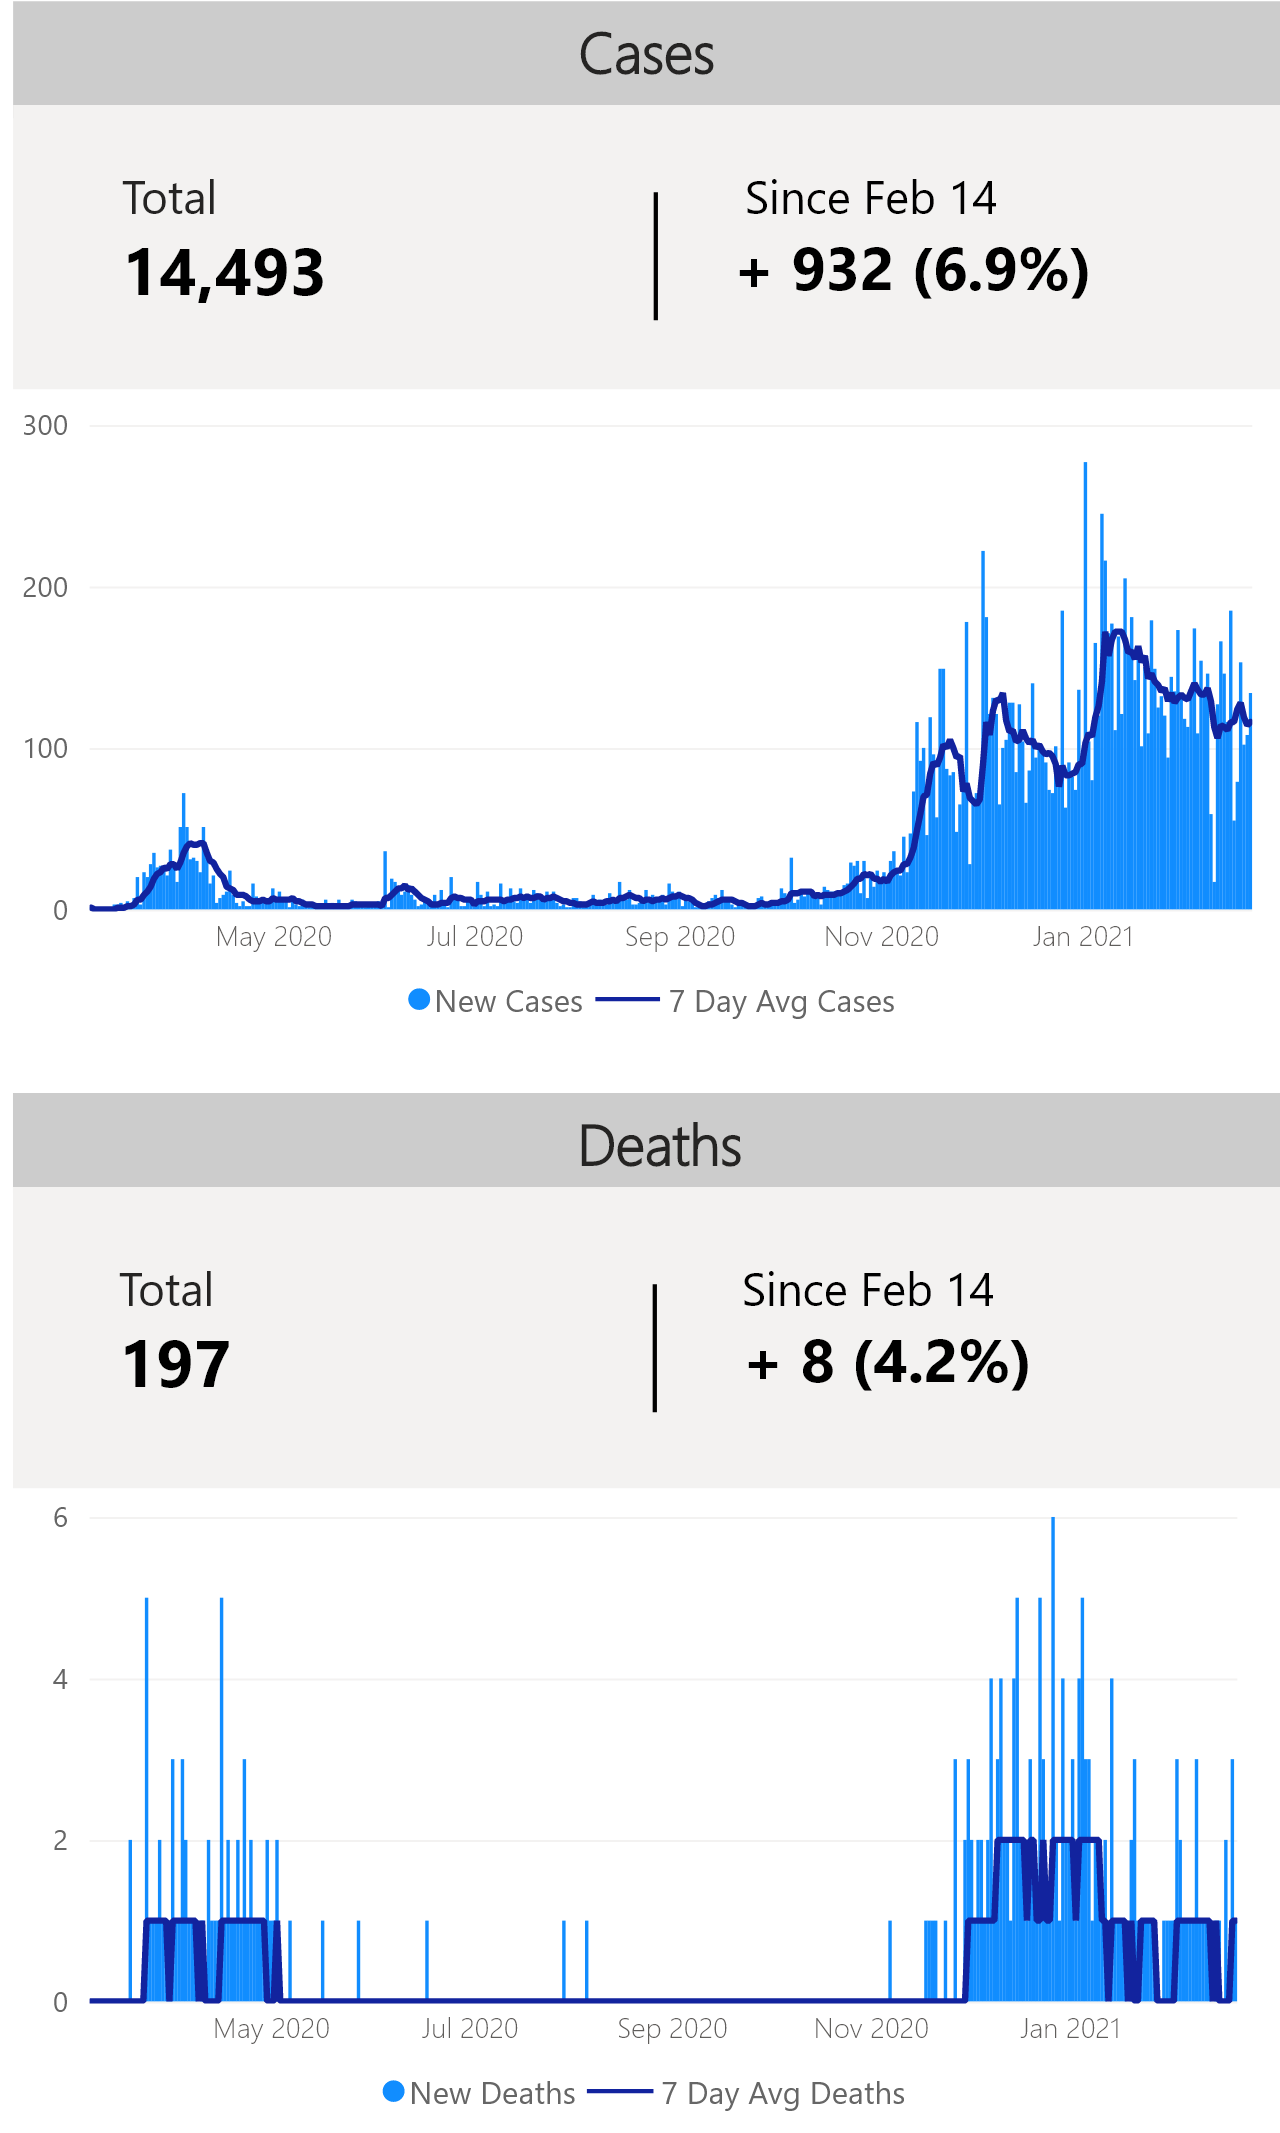 Cases
Total
Since Feb 14
14,493
+ 932 (6.9%)
300
200
100
0
May 2020 Jul 2020 Sep 2020 Nov 2020 Jan 2021
New Cases 7 Day Avg Cases
Deaths
Total
Since Feb 14
197
+ 8 (4.2%)
6
4
2
0
May 2020 Jul 2020 Sep 2020 Nov 2020 Jan 2021
New Deaths 7 Day Avg Deaths